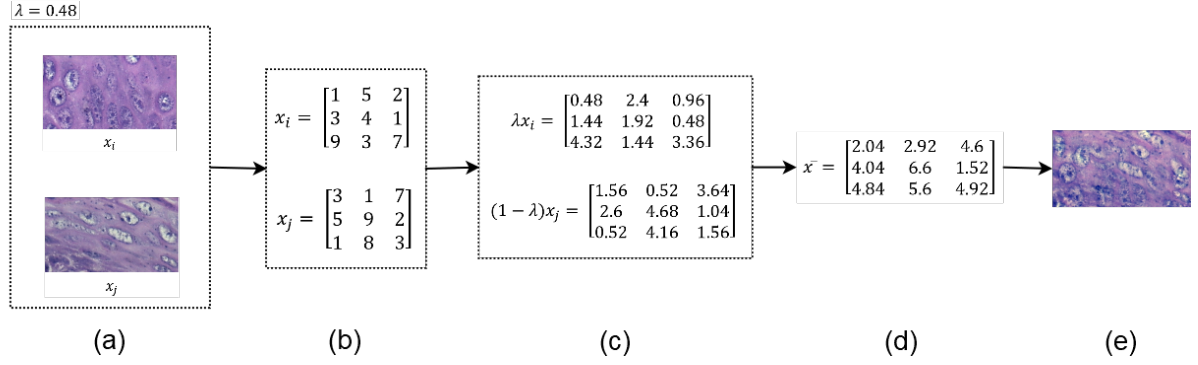 λ = 0.48
x_i
x_j
x_i = [1 5 2
3 4 1
9 3 7]
x_j = [3 1 7
5 9 2
1 8 3]
λx_i = [0.48 2.4 0.96
1.44 1.92 0.48
4.32 1.44 3.36]
(1 − λ)x_j = [1.56 0.52 3.64
2.6 4.68 1.04
0.52 4.16 1.56]
x̄ = [2.04 2.92 4.6
4.04 6.6 1.52
4.84 5.6 4.92]
(a) (b) (c) (d) (e)